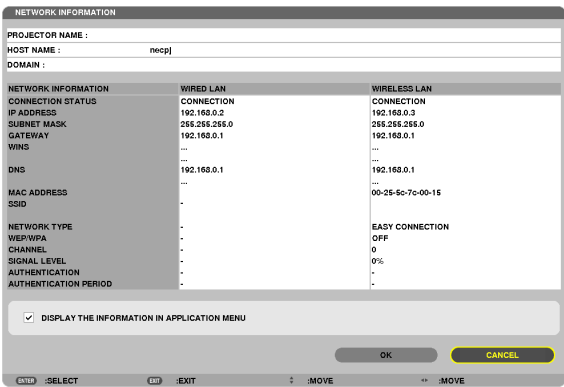 NETWORK INFORMATION
PROJECTOR NAME :
HOST NAME : necpj
DOMAIN :
NETWORK INFORMATION WIRED LAN WIRELESS LAN
CONNECTION STATUS CONNECTION CONNECTION
IP ADDRESS 192.168.0.2 192.168.0.3
SUBNET MASK 255.255.255.0 255.255.255.0
GATEWAY 192.168.0.1 192.168.0.1
WINS ... ...
... ...
DNS 192.168.0.1 192.168.0.1
... ...
MAC ADDRESS 00-25-5c-7c-00-15
SSID -
NETWORK TYPE - EASY CONNECTION
WEP/WPA - OFF
CHANNEL - 0
SIGNAL LEVEL - 0%
AUTHENTICATION - -
AUTHENTICATION PERIOD - -
DISPLAY THE INFORMATION IN APPLICATION MENU
OK CANCEL
ENTER :SELECT EXIT :EXIT :MOVE :MOVE